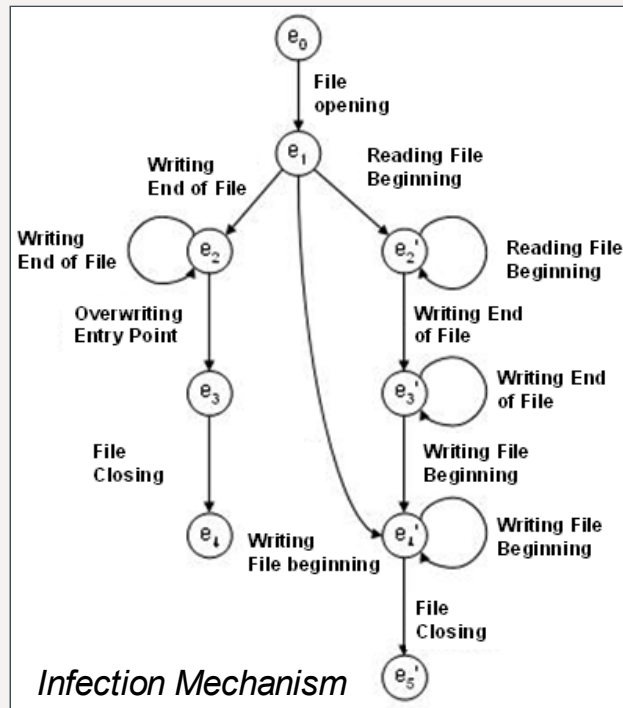 e0
File
opening
e1
Writing
End of File
Reading File
Beginning
Writing
End of File
e2
e2'
Reading File
Beginning
Overwriting
Entry Point
Writing End
of File
e3
e3'
Writing End
of File
File
Closing
Writing File
Beginning
e4
Writing
File beginning
e4'
Writing File
Beginning
File
Closing
Infection Mechanism
e5'